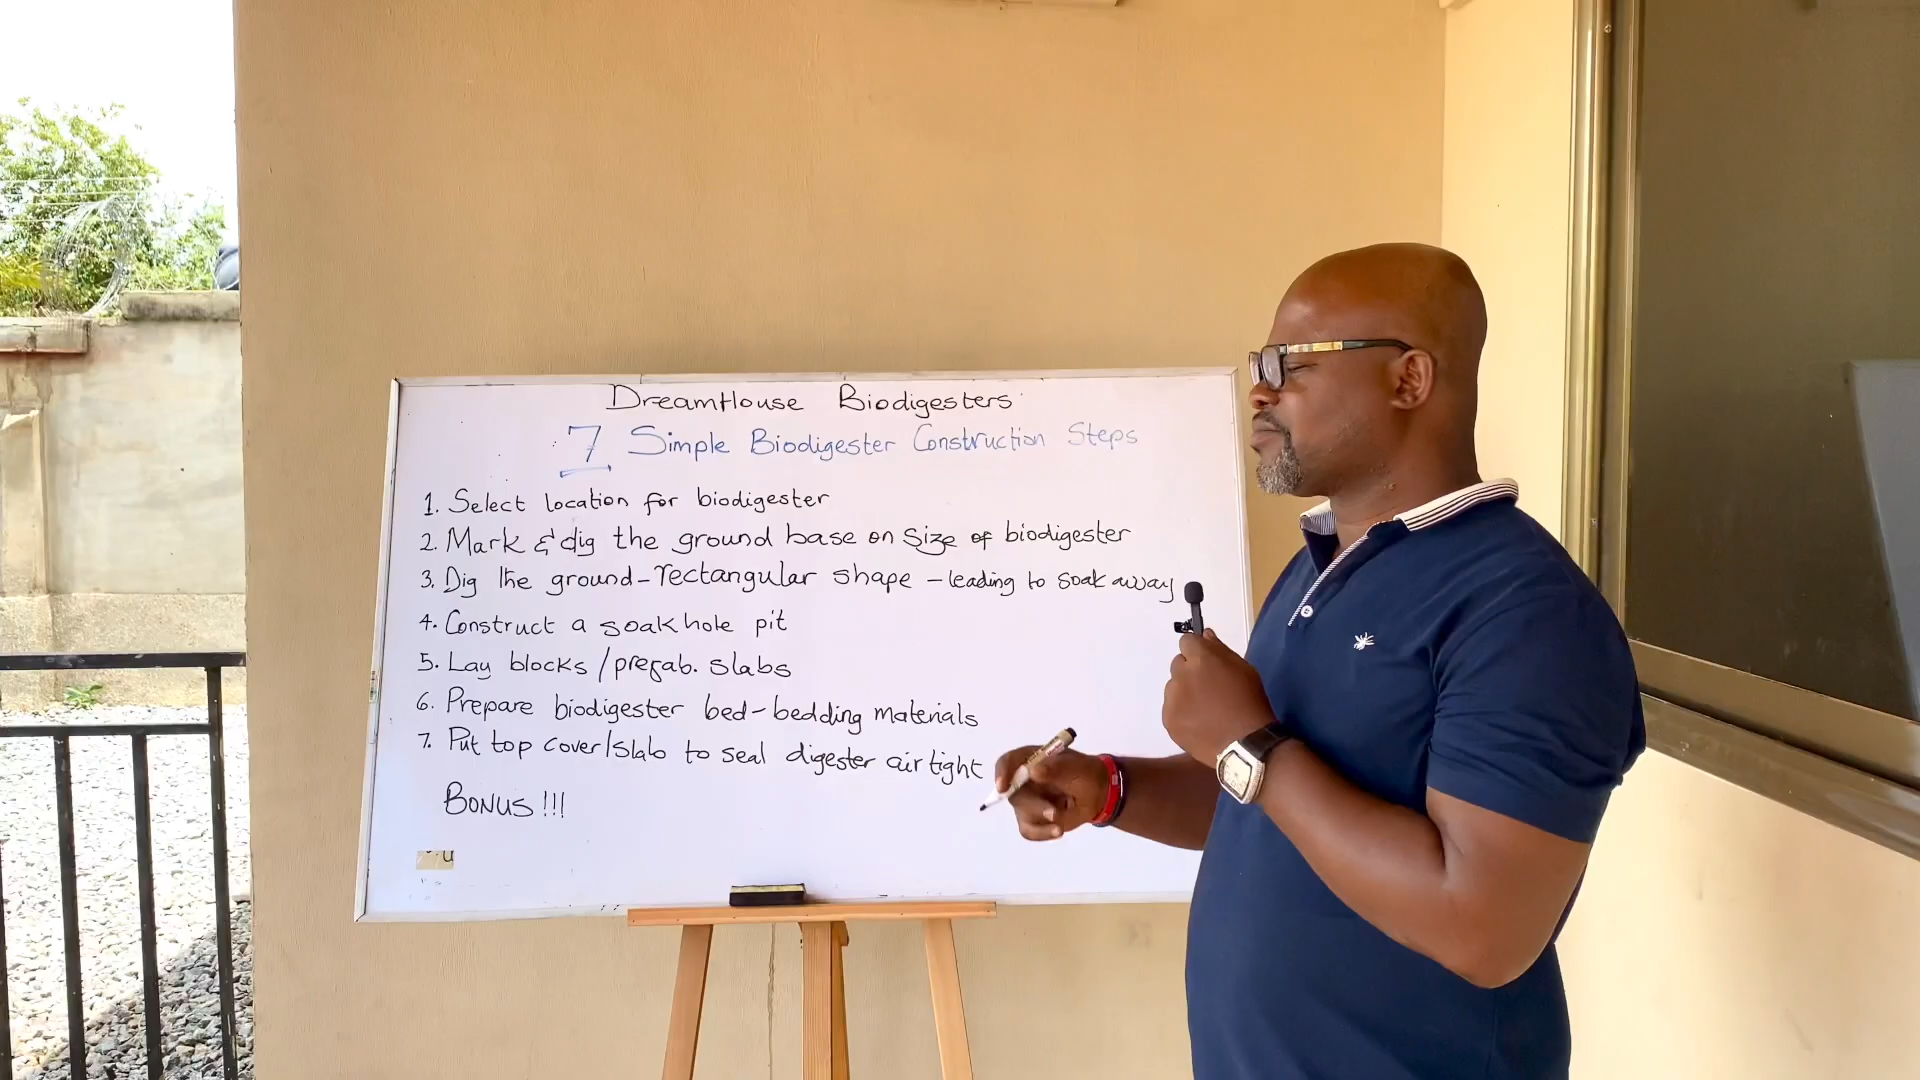 DreamHouse Biodigesters
7 Simple Biodigester Construction Steps
1. Select location for biodigester
2. Mark & dig the ground base on size of biodigester
3. Dig the ground-rectangular shape - leading to soak away
4. Construct a soak hole pit
5. Lay blocks/prefab. slabs
6. Prepare biodigester bed-bedding materials
7. Put top cover/slab to seal digester air tight
BONUS!!!